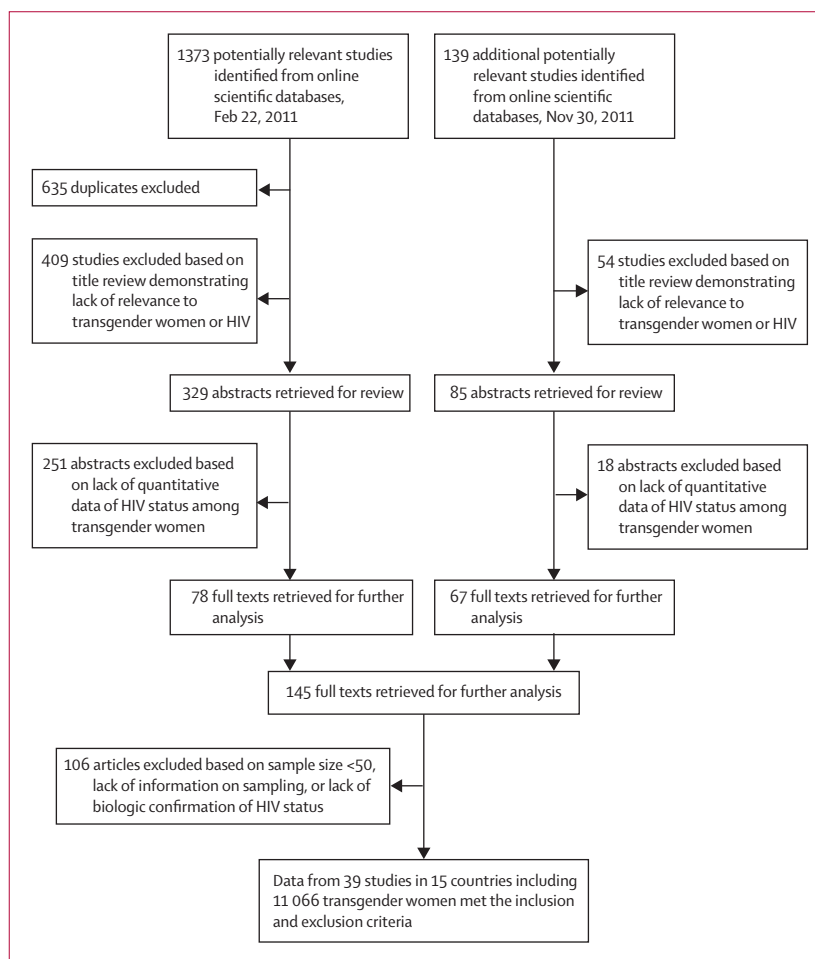 1373 potentially relevant studies
identified from online
scientific databases,
Feb 22, 2011
139 additional potentially
relevant studies identified
from online scientific
databases, Nov 30, 2011
635 duplicates excluded
409 studies excluded based on
title review demonstrating
lack of relevance to
transgender women or HIV
54 studies excluded based on
title review demonstrating
lack of relevance to
transgender women or HIV
329 abstracts retrieved for review
85 abstracts retrieved for review
251 abstracts excluded based
on lack of quantitative
data of HIV status among
transgender women
18 abstracts excluded based
on lack of quantitative
data of HIV status among
transgender women
78 full texts retrieved for further
analysis
67 full texts retrieved for further
analysis
145 full texts retrieved for further analysis
106 articles excluded based on sample size <50,
lack of information on sampling, or lack of
biologic confirmation of HIV status
Data from 39 studies in 15 countries including
11 066 transgender women met the inclusion
and exclusion criteria